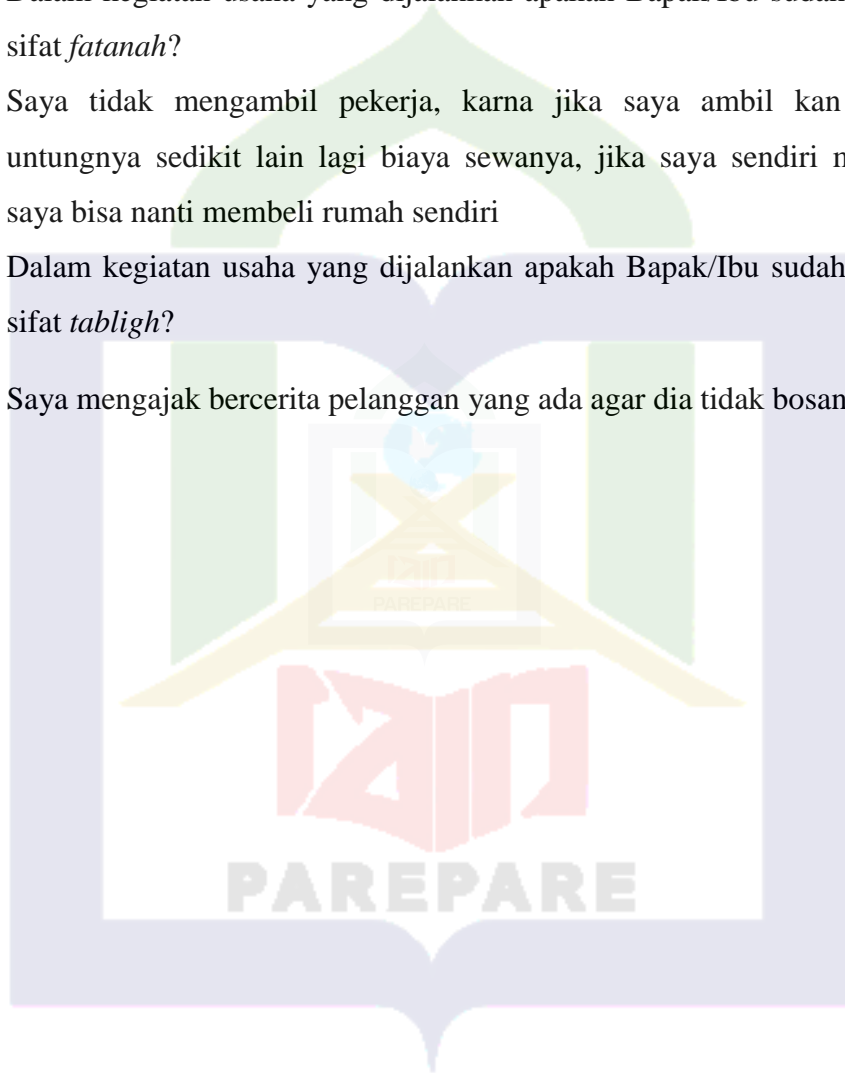 Dalam kegiatan usaha yang dijalankan apakah Bapak/Ibu sudah
sifat fatanah?
Saya tidak mengambil pekerja, karna jika saya ambil kan
untungnya sedikit lain lagi biaya sewanya, jika saya sendiri
saya bisa nanti membeli rumah sendiri
Dalam kegiatan usaha yang dijalankan apakah Bapak/Ibu sudah
sifat tabligh?
Saya mengajak bercerita pelanggan yang ada agar dia tidak bosan
IAIN
PAREPARE
IAIN
PAREPARE